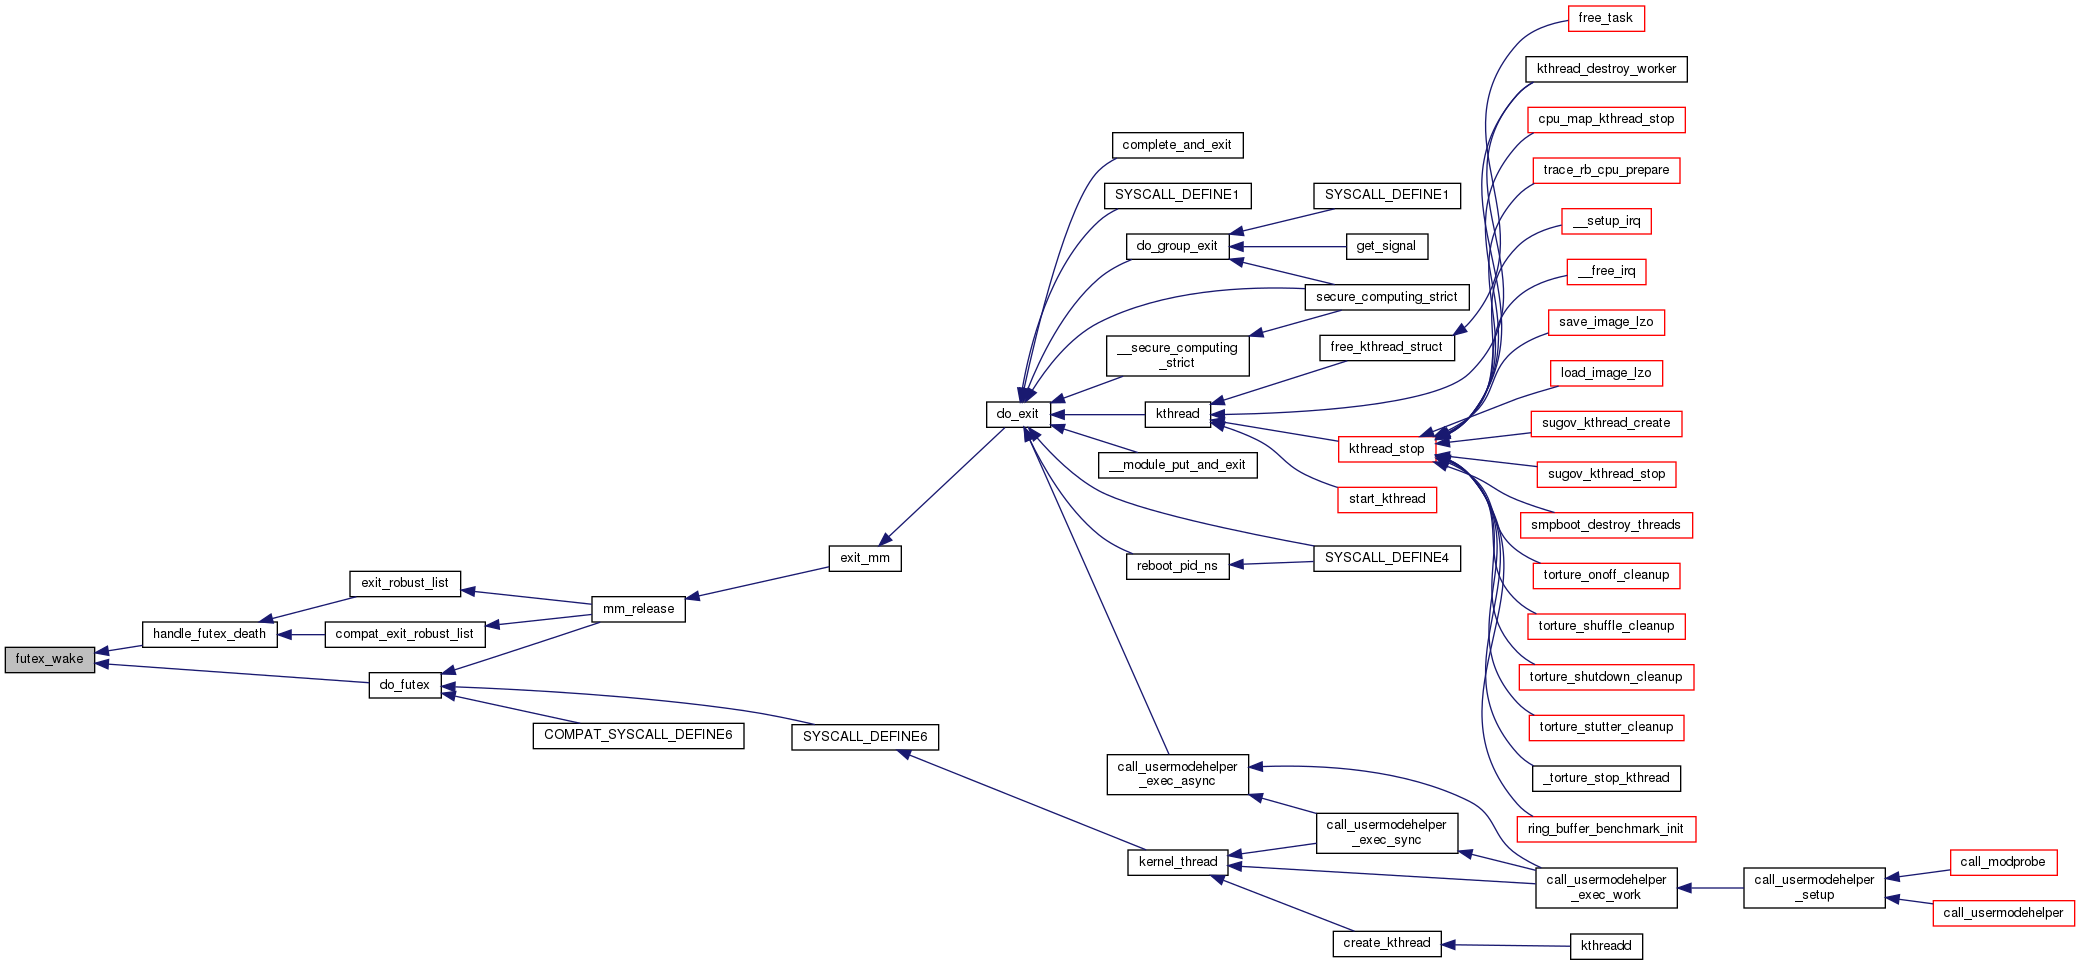 free_task
kthread_destroy_worker
cpu_map_kthread_stop
complete_and_exit
trace_rb_cpu_prepare
SYSCALL_DEFINE1
SYSCALL_DEFINE1
__setup_irq
do_group_exit
get_signal
__free_irq
secure_computing_strict
save_image_lzo
__secure_computing
_strict
free_kthread_struct
load_image_lzo
do_exit
kthread
sugov_kthread_create
kthread_stop
__module_put_and_exit
sugov_kthread_stop
start_kthread
smpboot_destroy_threads
exit_mm
reboot_pid_ns
SYSCALL_DEFINE4
torture_onoff_cleanup
exit_robust_list
mm_release
torture_shuffle_cleanup
handle_futex_death
compat_exit_robust_list
futex_wake
do_futex
torture_shutdown_cleanup
COMPAT_SYSCALL_DEFINE6
SYSCALL_DEFINE6
torture_stutter_cleanup
call_usermodehelper
_exec_async
_torture_stop_kthread
call_usermodehelper
_exec_sync
ring_buffer_benchmark_init
kernel_thread
call_usermodehelper
_exec_work
call_usermodehelper
_setup
call_modprobe
call_usermodehelper
create_kthread
kthreadd